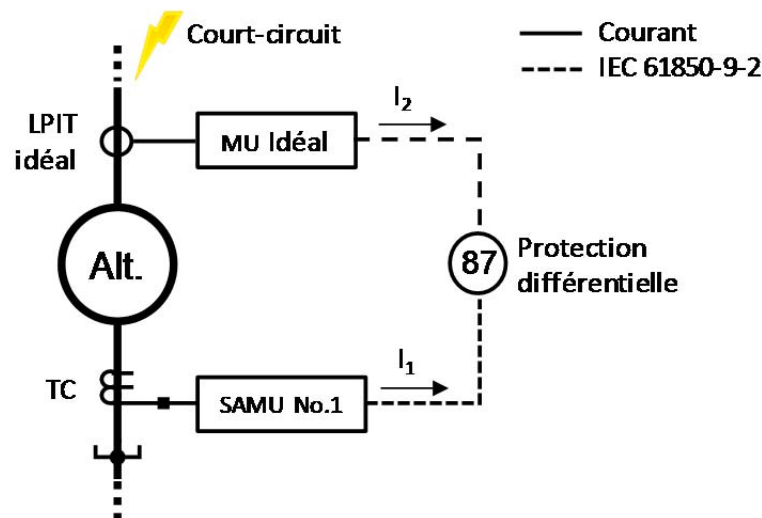 Court-circuit
Courant
IEC 61850-9-2
LPIT
idéal
MU Idéal
I2
Alt.
87
Protection
différentielle
TC
SAMU No.1
I1